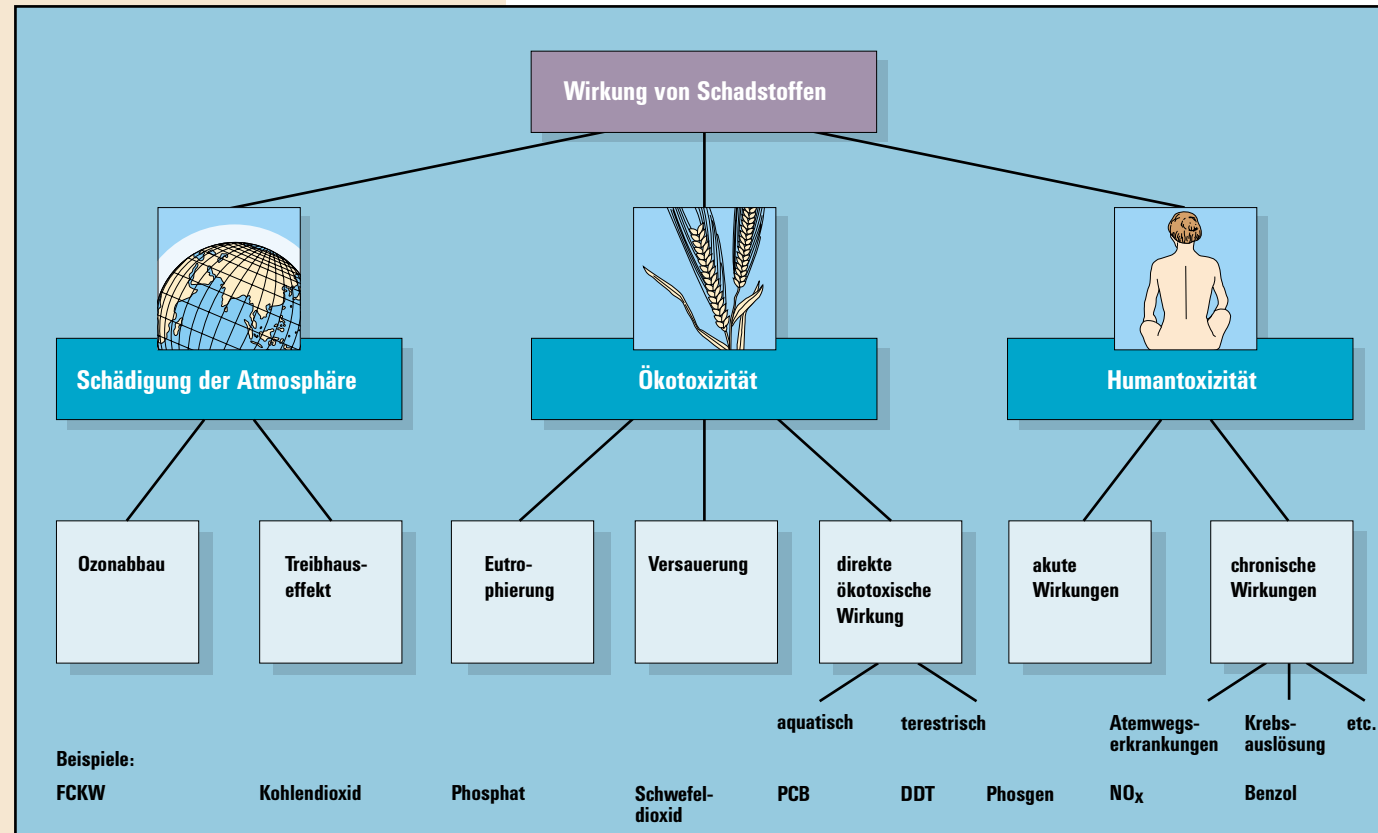 Wirkung von Schadstoffen
Schädigung der Atmosphäre
Ökotoxizität
Humantoxizität
Ozonabbau
Treibhaus-
effekt
Eutro-
phierung
Versauerung
direkte
ökotoxische
Wirkung
akute
Wirkungen
chronische
Wirkungen
aquatisch
terestrisch
Atemwegs-
erkrankungen
Krebs-
auslösung
etc.
Beispiele:
FCKW
Kohlendioxid
Phosphat
Schwefel-
dioxid
PCB
DDT
Phosgen
NOX
Benzol